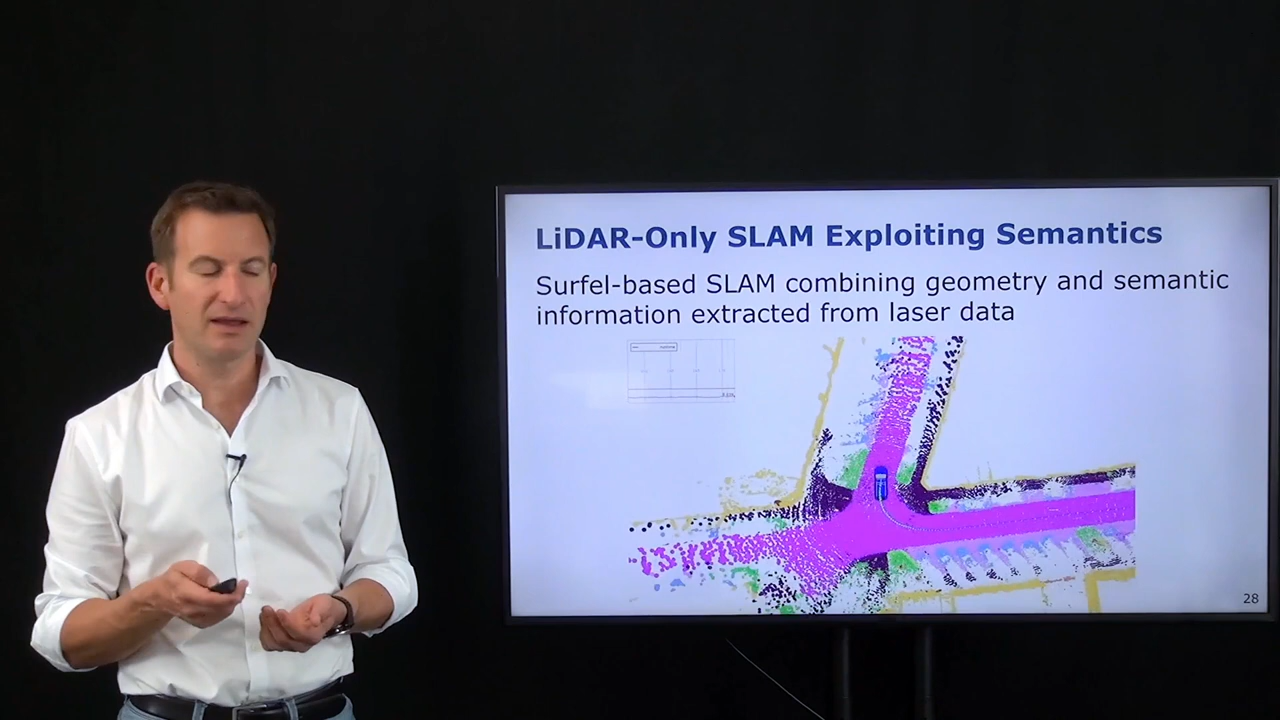 LiDAR-Only SLAM Exploiting Semantics
Surfel-based SLAM combining geometry and semantic
information extracted from laser data
28